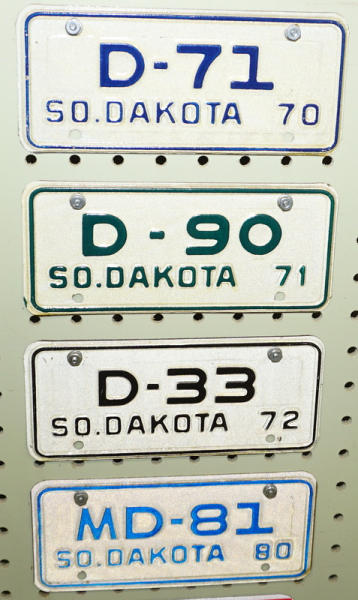 D-71
SO.DAKOTA 70
D-90
SO.DAKOTA 71
D-33
SO.DAKOTA 72
MD-81
SO.DAKOTA 80